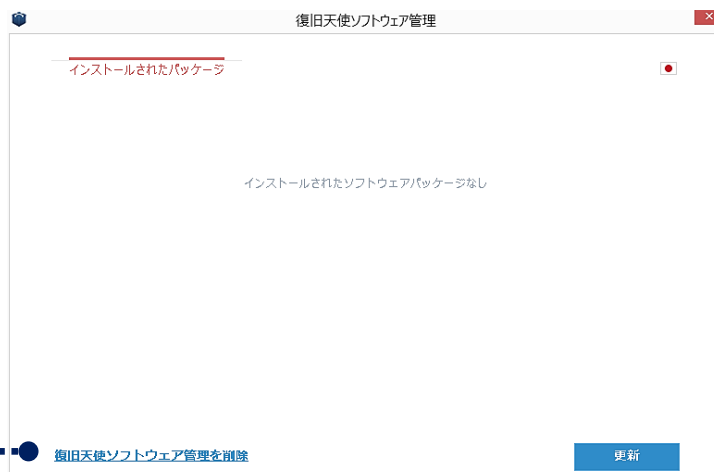 復旧天使ソフトウェア管理
インストールされたパッケージ
インストールされたソフトウェアパッケージなし
復旧天使ソフトウェア管理を削除
更新